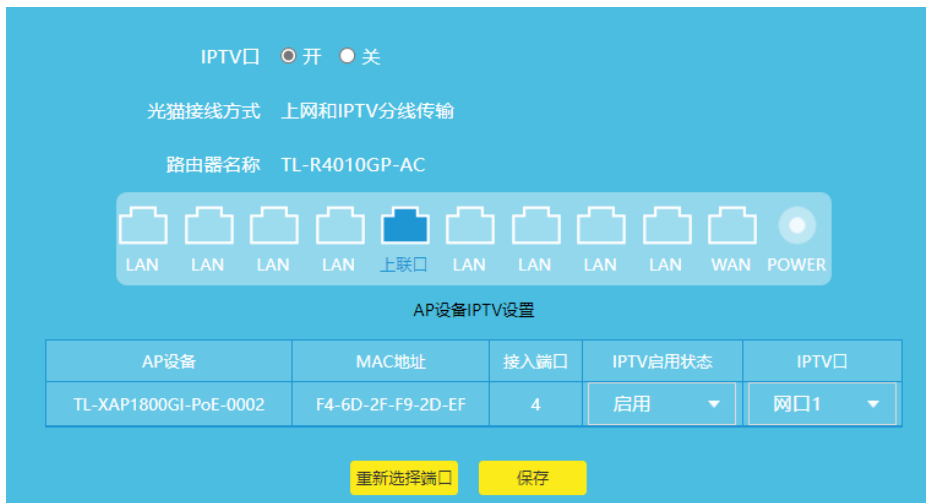 IPTV口 开 关
光猫接线方式 上网和IPTV分线传输
路由器名称 TL-R4010GP-AC
LAN LAN LAN LAN 上联口 LAN LAN LAN LAN WAN POWER
AP设备IPTV设置
AP设备 MAC地址 接入端口 IPTV启用状态 IPTV口
TL-XAP1800GI-PoE-0002 F4-6D-2F-F9-2D-EF 4 启用 网口1
重新选择端口 保存